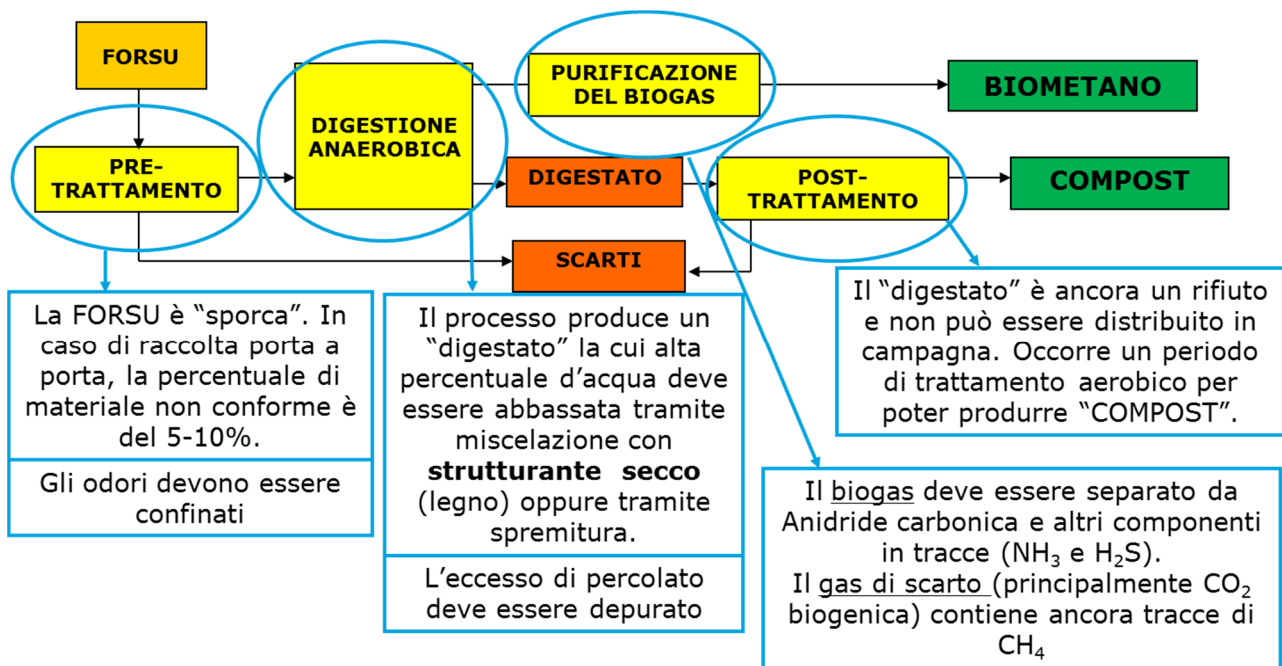 FORSU
PRE-
TRATTAMENTO
DIGESTIONE
ANAEROBICA
PURIFICAZIONE
DEL BIOGAS
BIOMETANO
DIGESTATO
POST-
TRATTAMENTO
COMPOST
SCARTI
La FORSU è “sporca”. In
caso di raccolta porta a
porta, la percentuale di
materiale non conforme è
del 5-10%.
Gli odori devono essere
confinati
Il processo produce un
“digestato” la cui alta
percentuale d’acqua deve
essere abbassata tramite
miscelazione con
strutturante secco
(legno) oppure tramite
spremitura.
L’eccesso di percolato
deve essere depurato
Il “digestato” è ancora un rifiuto
e non può essere distribuito in
campagna. Occorre un periodo
di trattamento aerobico per
poter produrre “COMPOST”.
Il biogas deve essere separato da
Anidride carbonica e altri componenti
in tracce (NH₃ e H₂S).
Il gas di scarto (principalmente CO₂
biogenica) contiene ancora tracce di
CH₄